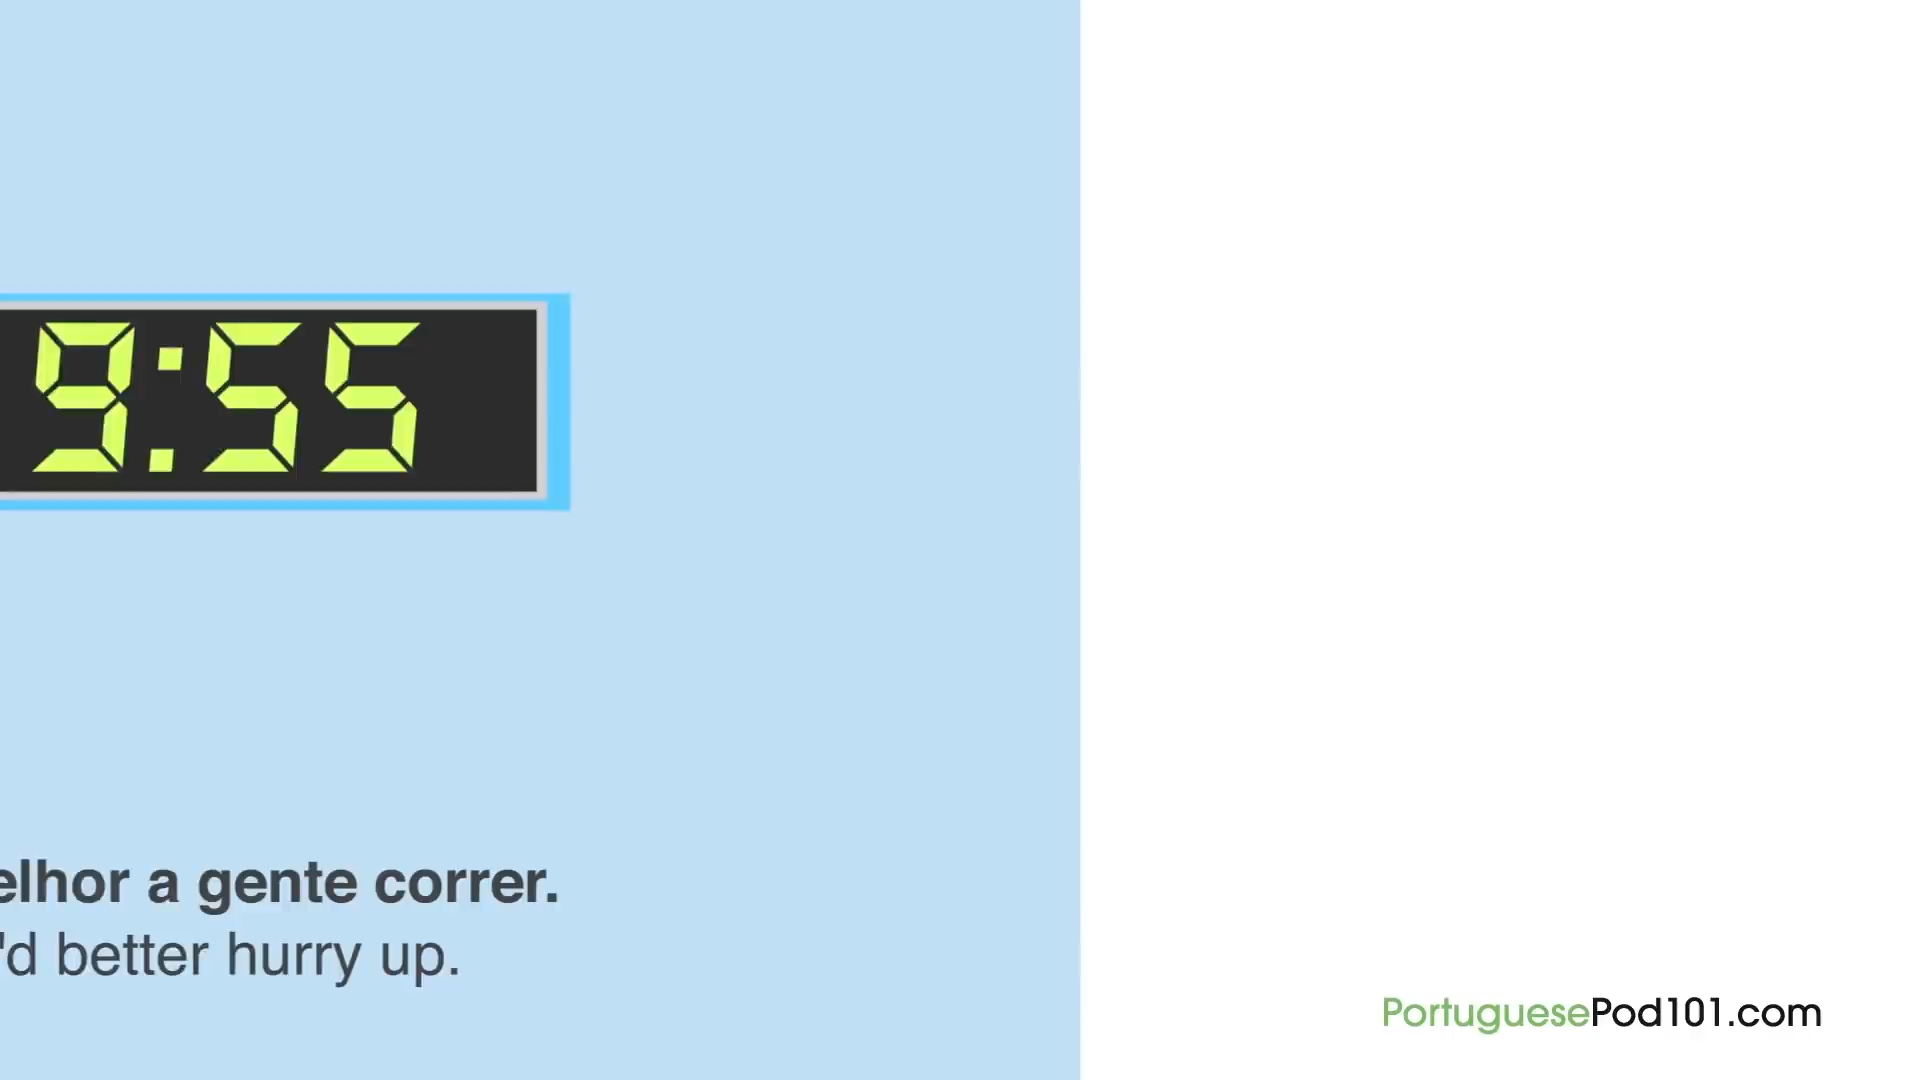 9:55
elhor a gente correr.
'd better hurry up.
PortuguesePod101.com